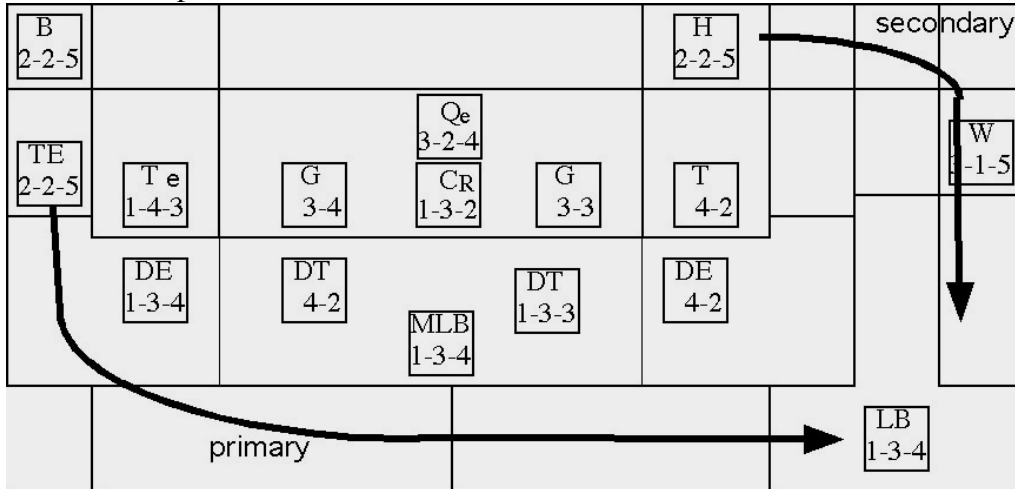 B
2-2-5
H
2-2-5
secondary
Qe
3-2-4
W
TE
2-2-5
T e
1-4-3
G
3-4
CR
1-3-2
G
3-3
T
4-2
DE
1-3-4
DT
4-2
DT
1-3-3
DE
4-2
MLB
1-3-4
primary
LB
1-3-4